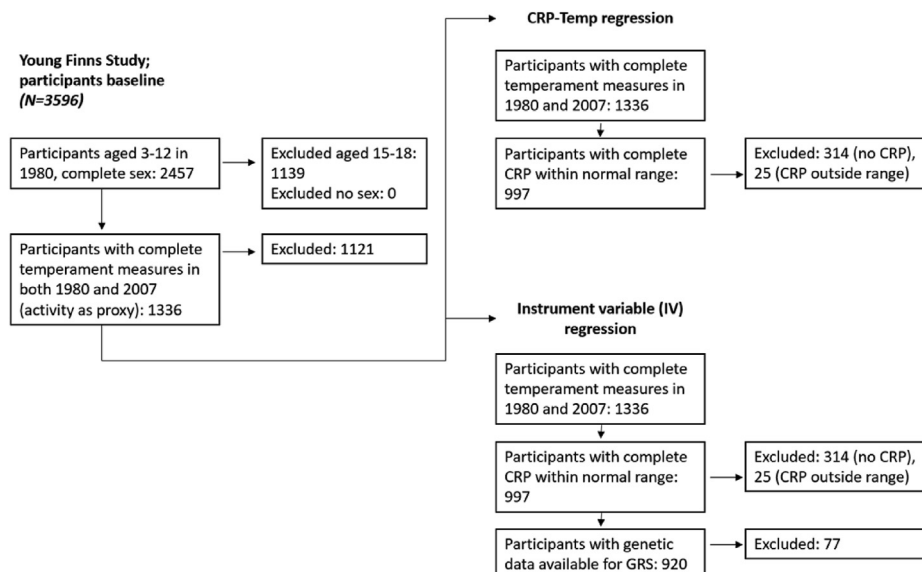 Young Finns Study;
participants baseline
(N=3596)
Participants aged 3-12 in
1980, complete sex: 2457
Excluded aged 15-18:
1139
Excluded no sex: 0
Participants with complete
temperament measures in
both 1980 and 2007
(activity as proxy): 1336
Excluded: 1121
CRP-Temp regression
Participants with complete
temperament measures in
1980 and 2007: 1336
Participants with complete
CRP within normal range:
997
Excluded: 314 (no CRP),
25 (CRP outside range)
Instrument variable (IV)
regression
Participants with complete
temperament measures in
1980 and 2007: 1336
Participants with complete
CRP within normal range:
997
Excluded: 314 (no CRP),
25 (CRP outside range)
Participants with genetic
data available for GRS: 920
Excluded: 77